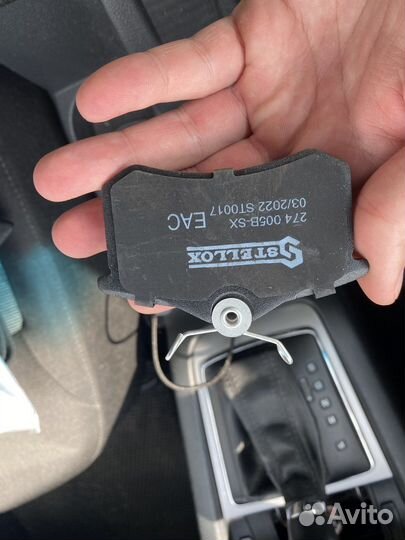 274 005B-SX
03/2022 ST0017
EAC
STELLOX
Avito